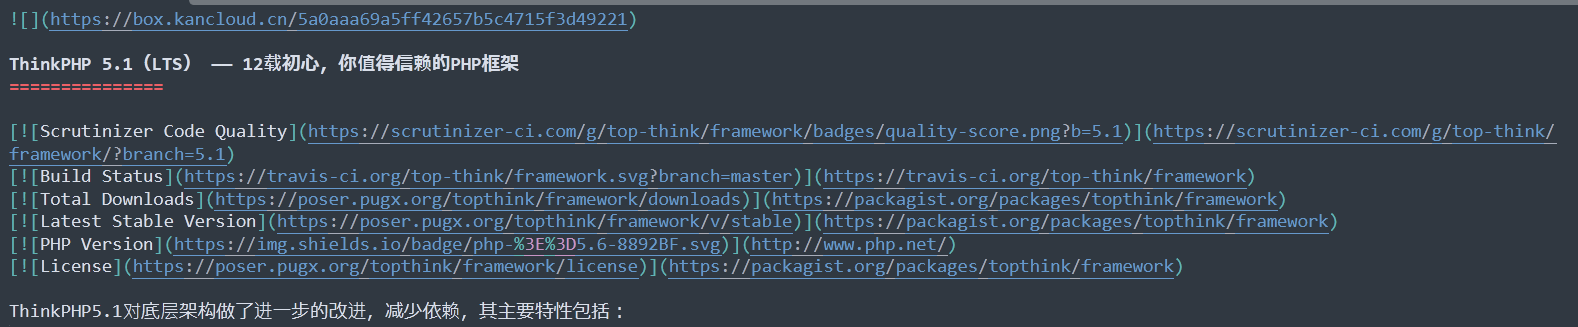 ![](https://box.kancloud.cn/5a0aaa69a5ff42657b5c4715f3d49221)
ThinkPHP 5.1（LTS） —— 12载初心，你值得信赖的PHP框架
===============
[![Scrutinizer Code Quality](https://scrutinizer-ci.com/g/top-think/framework/badges/quality-score.png?b=5.1)](https://scrutinizer-ci.com/g/top-think/
framework/?branch=5.1)
[![Build Status](https://travis-ci.org/top-think/framework.svg?branch=master)](https://travis-ci.org/top-think/framework)
[![Total Downloads](https://poser.pugx.org/topthink/framework/downloads)](https://packagist.org/packages/topthink/framework)
[![Latest Stable Version](https://poser.pugx.org/topthink/framework/v/stable)](https://packagist.org/packages/topthink/framework)
[![PHP Version](https://img.shields.io/badge/php-%3E%3D5.6-8892BF.svg)](http://www.php.net/)
[![License](https://poser.pugx.org/topthink/framework/license)](https://packagist.org/packages/topthink/framework)
ThinkPHP5.1对底层架构做了进一步的改进，减少依赖，其主要特性包括：